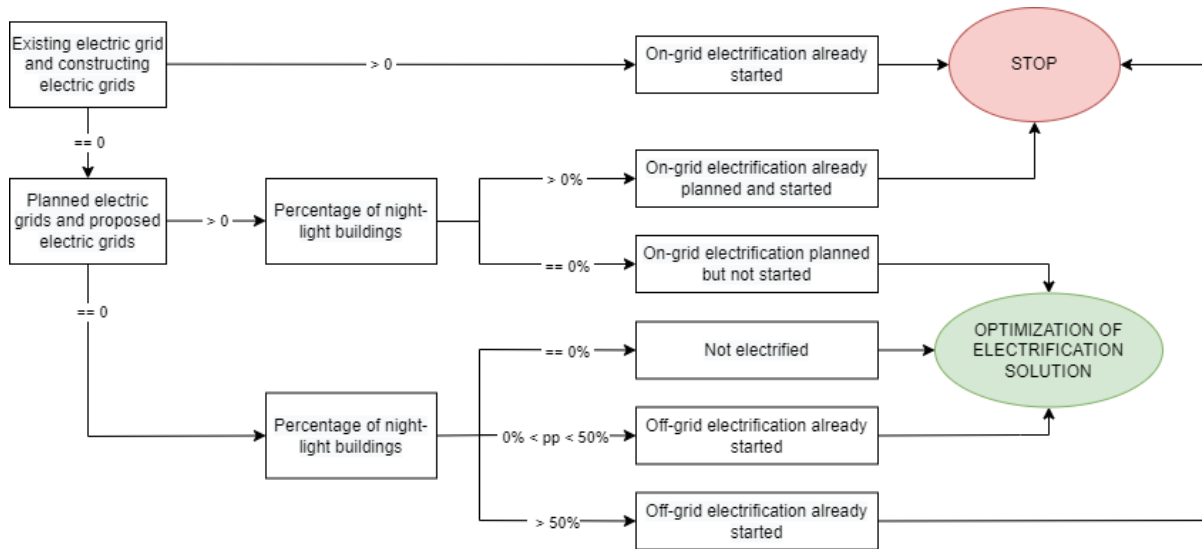 Existing electric grid
and constructing
electric grids
> 0
On-grid electrification already
started
STOP
== 0
Planned electric
grids and proposed
electric grids
> 0
Percentage of night-
light buildings
> 0%
On-grid electrification already
planned and started
== 0%
On-grid electrification planned
but not started
== 0
== 0%
Not electrified
OPTIMIZATION OF
ELECTRIFICATION
SOLUTION
Percentage of night-
light buildings
0% < pp < 50%
Off-grid electrification already
started
> 50%
Off-grid electrification already
started